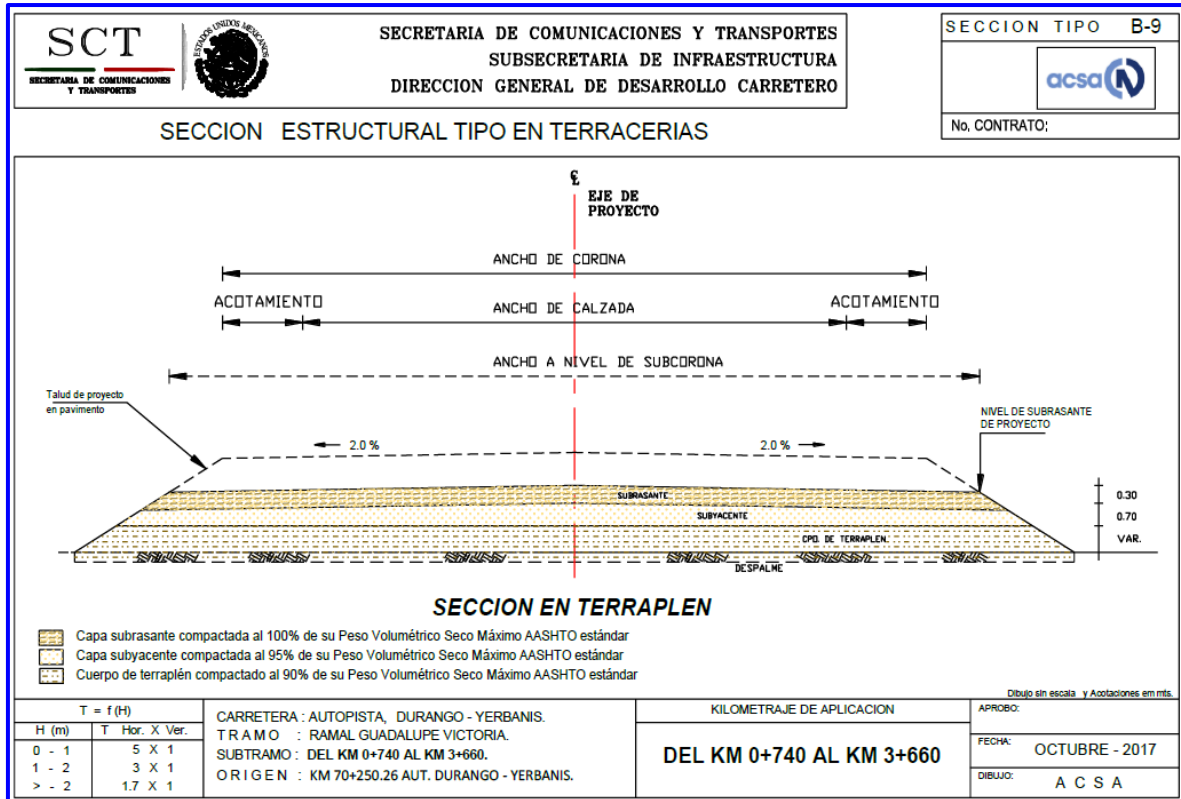 SCT
SECRETARIA DE COMUNICACIONES
Y TRANSPORTES
ESTADOS UNIDOS MEXICANOS
SECRETARIA DE COMUNICACIONES Y TRANSPORTES
SUBSECRETARIA DE INFRAESTRUCTURA
DIRECCION GENERAL DE DESARROLLO CARRETERO
SECCION TIPO B-9
acsa
No, CONTRATO:
SECCION ESTRUCTURAL TIPO EN TERRACERIAS
EJE DE
PROYECTO
ANCHO DE CORONA
ACOTAMIENTO
ANCHO DE CALZADA
ACOTAMIENTO
ANCHO A NIVEL DE SUBCORONA
Talud de proyecto
en pavimento
NIVEL DE SUBRASANTE
DE PROYECTO
2.0 %
2.0 %
SUBRASANTE
0.30
SUBYACENTE
0.70
CPO. DE TERRAPLEN.
VAR.
DESPALME
SECCION EN TERRAPLEN
Capa subrasante compactada al 100% de su Peso Volumétrico Seco Máximo AASHTO estándar
Capa subyacente compactada al 95% de su Peso Volumétrico Seco Máximo AASHTO estándar
Cuerpo de terraplén compactado al 90% de su Peso Volumétrico Seco Máximo AASHTO estándar
Dibujo sin escala y Acotaciones em mts.
T = f (H)
H (m) T Hor. X Ver.
0 - 1 5 X 1
1 - 2 3 X 1
> - 2 1.7 X 1
CARRETERA : AUTOPISTA, DURANGO - YERBANIS.
TRAMO : RAMAL GUADALUPE VICTORIA.
SUBTRAMO : DEL KM 0+740 AL KM 3+660.
ORIGEN : KM 70+250.26 AUT. DURANGO - YERBANIS.
KILOMETRAJE DE APLICACION
DEL KM 0+740 AL KM 3+660
APROBO:
FECHA: OCTUBRE - 2017
DIBUJO: A C S A